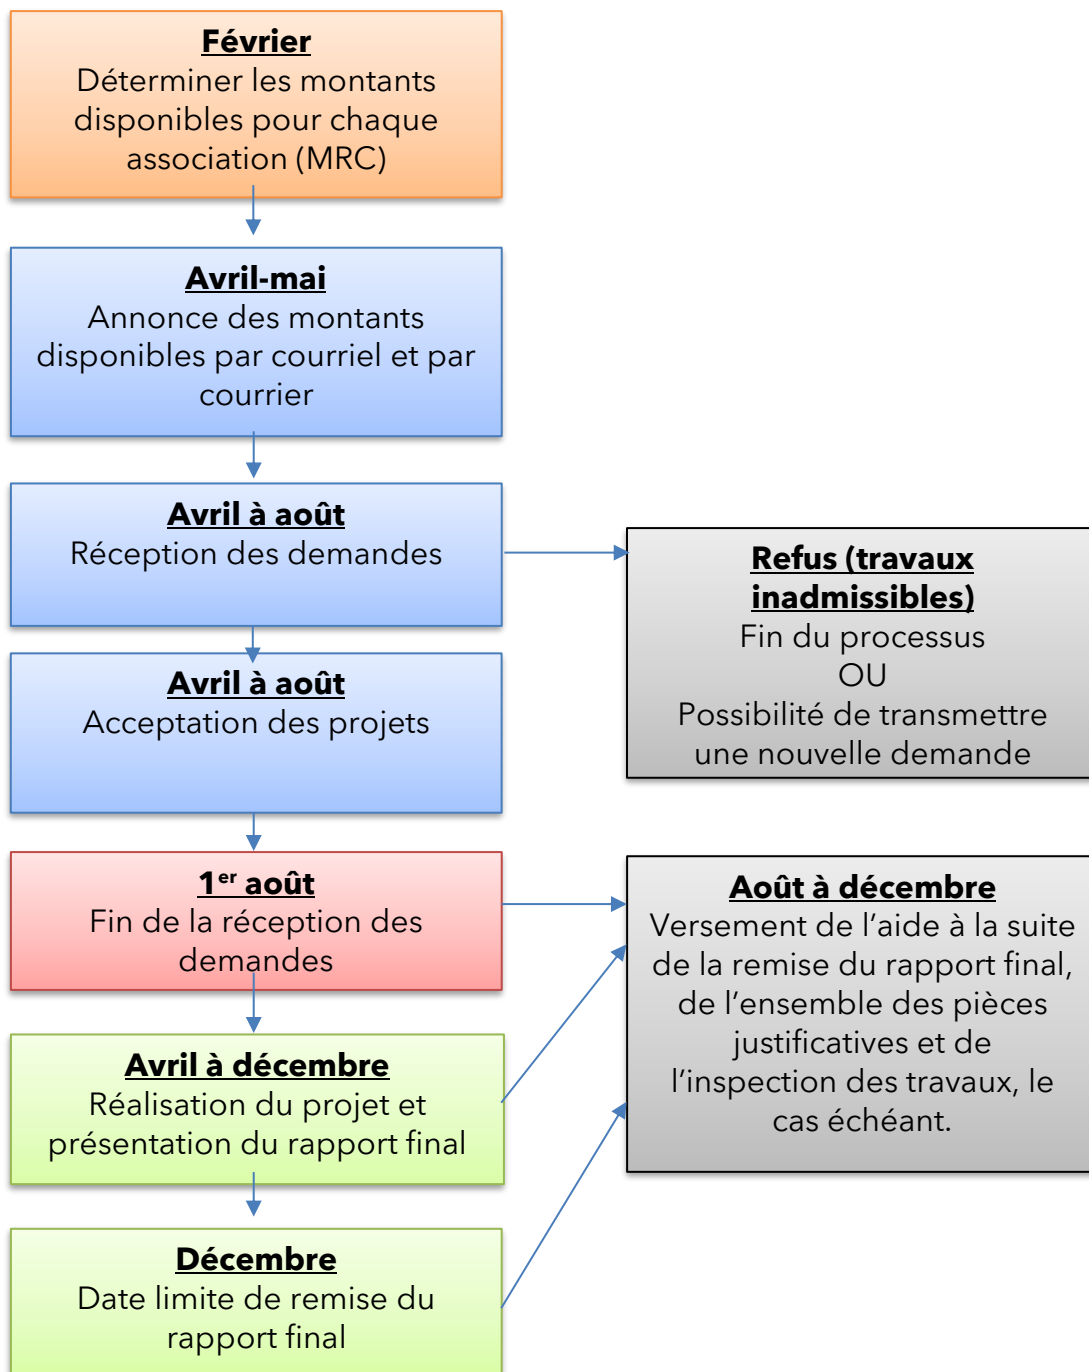 Février
Déterminer les montants
disponibles pour chaque
association (MRC)
Avril-mai
Annonce des montants
disponibles par courriel et par
courrier
Avril à août
Réception des demandes
Refus (travaux
inadmissibles)
Fin du processus
OU
Possibilité de transmettre
une nouvelle demande
Avril à août
Acceptation des projets
1er août
Fin de la réception des
demandes
Août à décembre
Versement de l’aide à la suite
de la remise du rapport final,
de l’ensemble des pièces
justificatives et de
l’inspection des travaux, le
cas échéant.
Avril à décembre
Réalisation du projet et
présentation du rapport final
Décembre
Date limite de remise du
rapport final